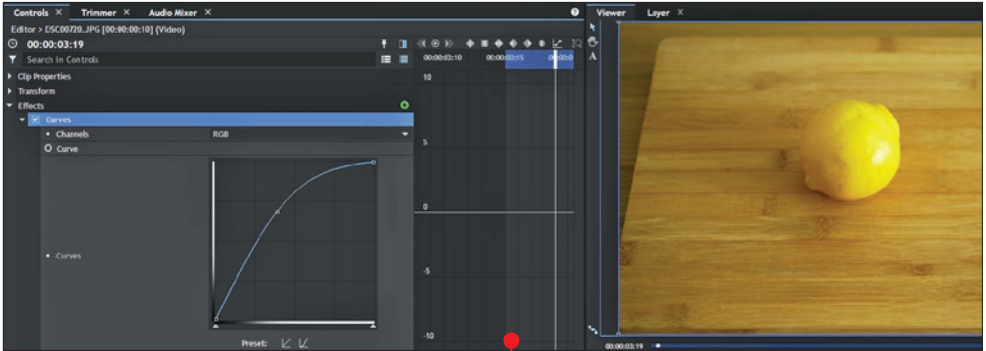 Controls × Trimmer × Audio Mixer ×
Editor > DSC00720.JPG [00:00:00:10] (Video)
00:00:03:19
Search in Controls
Clip Properties
Transform
Effects
Curves
Channels RGB
Curve
Curves
Preset:
00:00:03:10 00:00:03:15
10
5
0
-5
-10
Viewer Layer ×
A
00:00:03:19